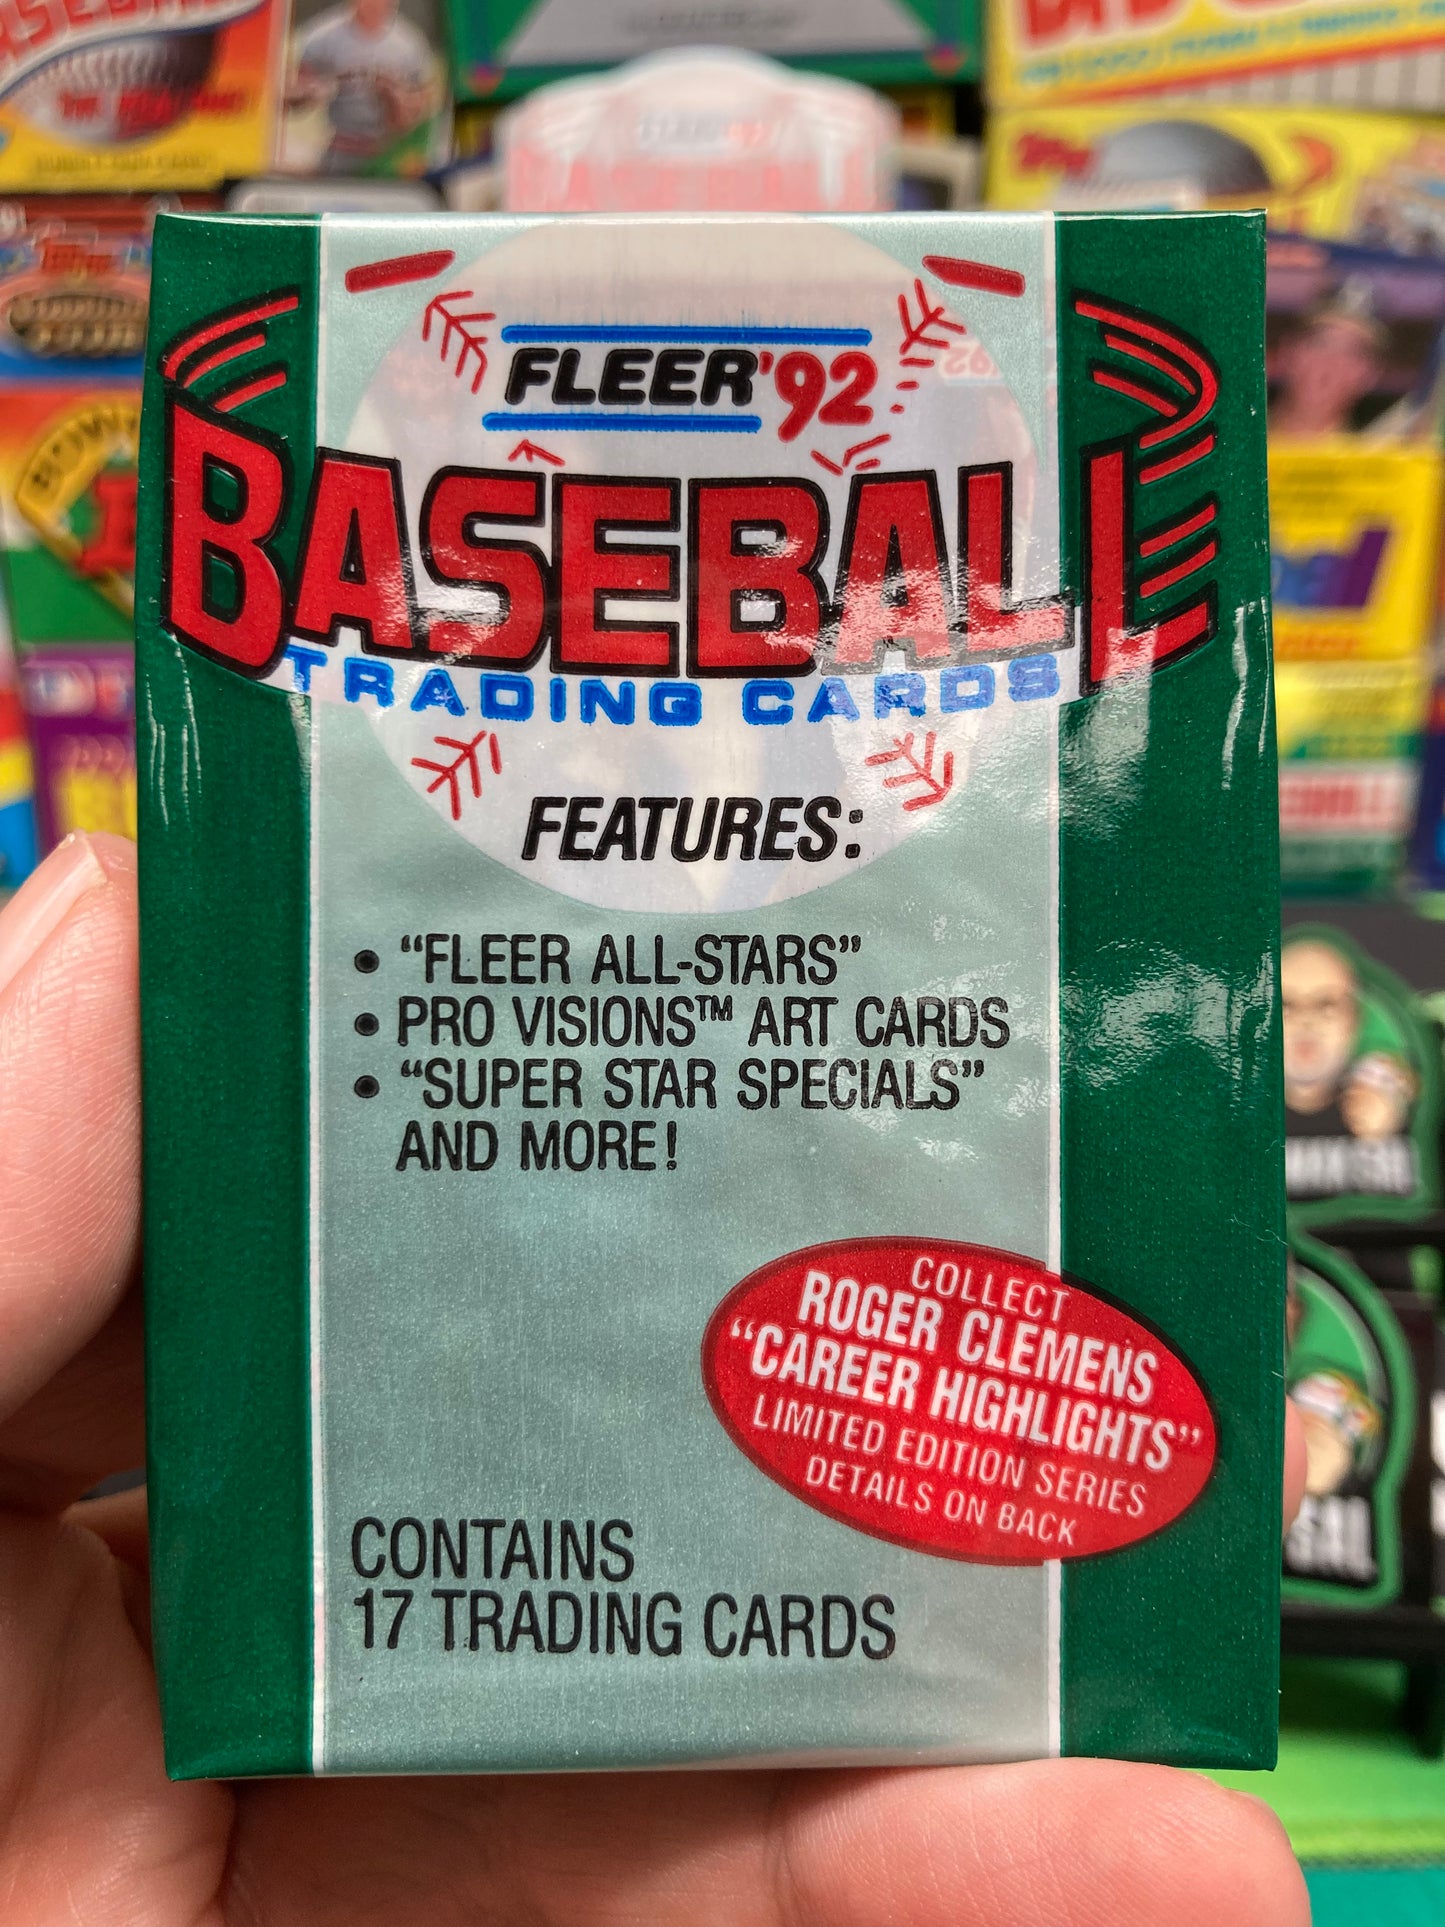 FLEER '92
BASEBALL
TRADING CARDS
FEATURES:
• "FLEER ALL-STARS"
• PRO VISIONS™ ART CARDS
• "SUPER STAR SPECIALS"
AND MORE!
COLLECT
ROGER CLEMENS
"CAREER HIGHLIGHTS"
LIMITED EDITION SERIES
DETAILS ON BACK
CONTAINS
17 TRADING CARDS